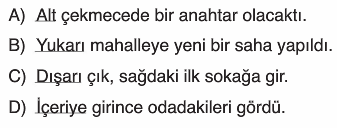 A) Alt çekmecede bir anahtar olacaktı.
B) Yukarı mahalleye yeni bir saha yapıldı.
C) Dışarı çık, sağdaki ilk sokağa gir.
D) İçeriye girince odadakileri gördü.